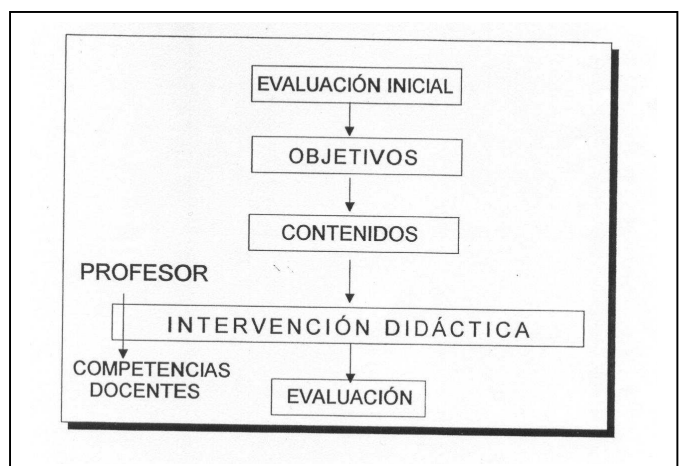 EVALUACIÓN INICIAL
OBJETIVOS
CONTENIDOS
PROFESOR
INTERVENCIÓN DIDÁCTICA
COMPETENCIAS
DOCENTES
EVALUACIÓN